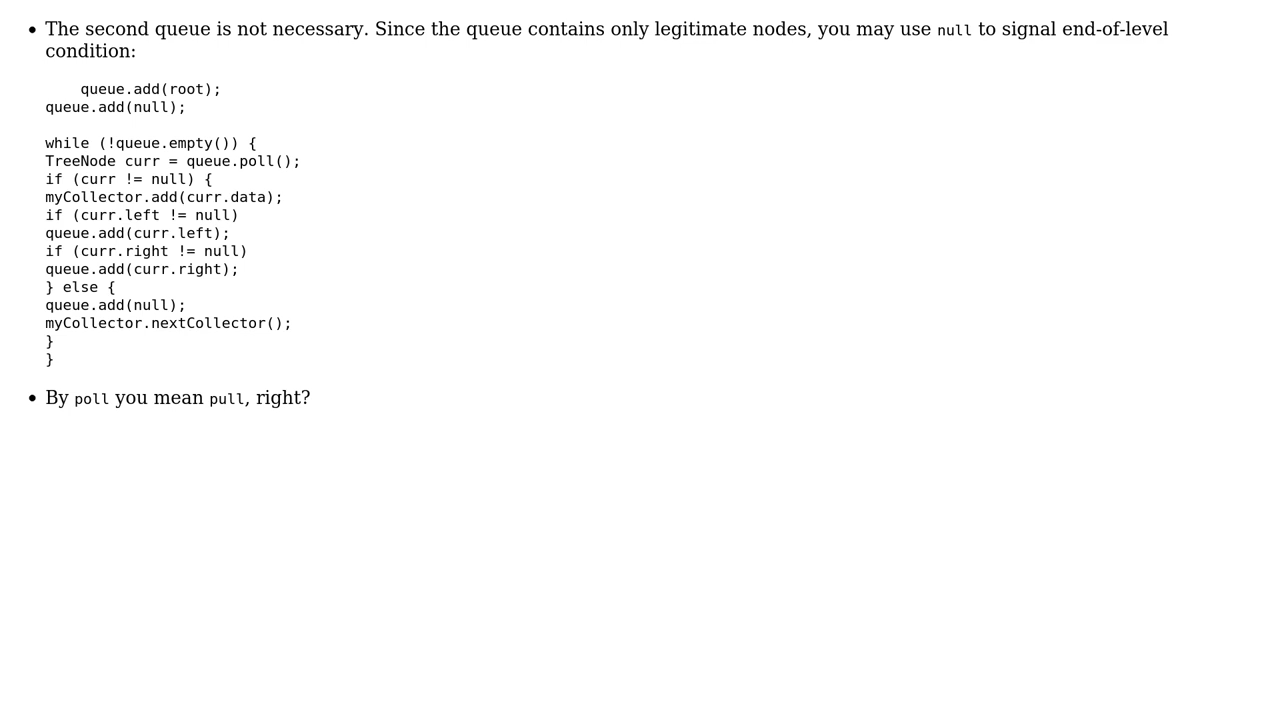 • The second queue is not necessary. Since the queue contains only legitimate nodes, you may use null to signal end-of-level
condition:
    queue.add(root);
queue.add(null);

while (!queue.empty()) {
TreeNode curr = queue.poll();
if (curr != null) {
myCollector.add(curr.data);
if (curr.left != null)
queue.add(curr.left);
if (curr.right != null)
queue.add(curr.right);
} else {
queue.add(null);
myCollector.nextCollector();
}
}
• By poll you mean pull, right?